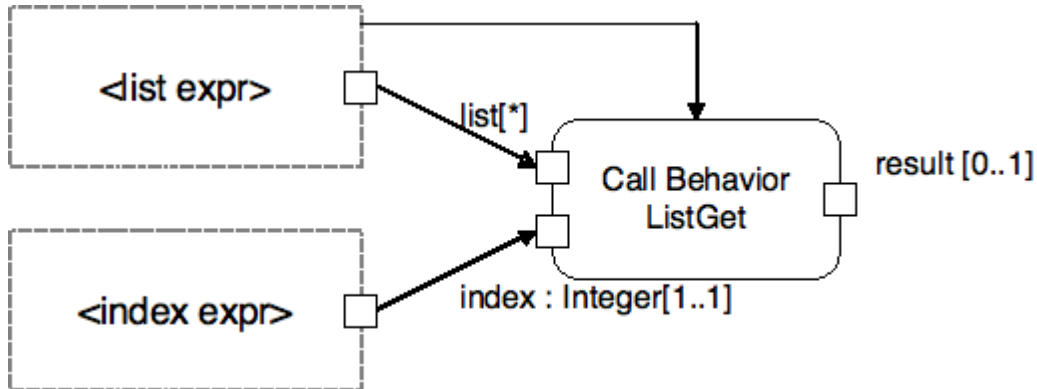 <list expr>
list[*]
Call Behavior
ListGet
result [0..1]
<index expr>
index : Integer[1..1]